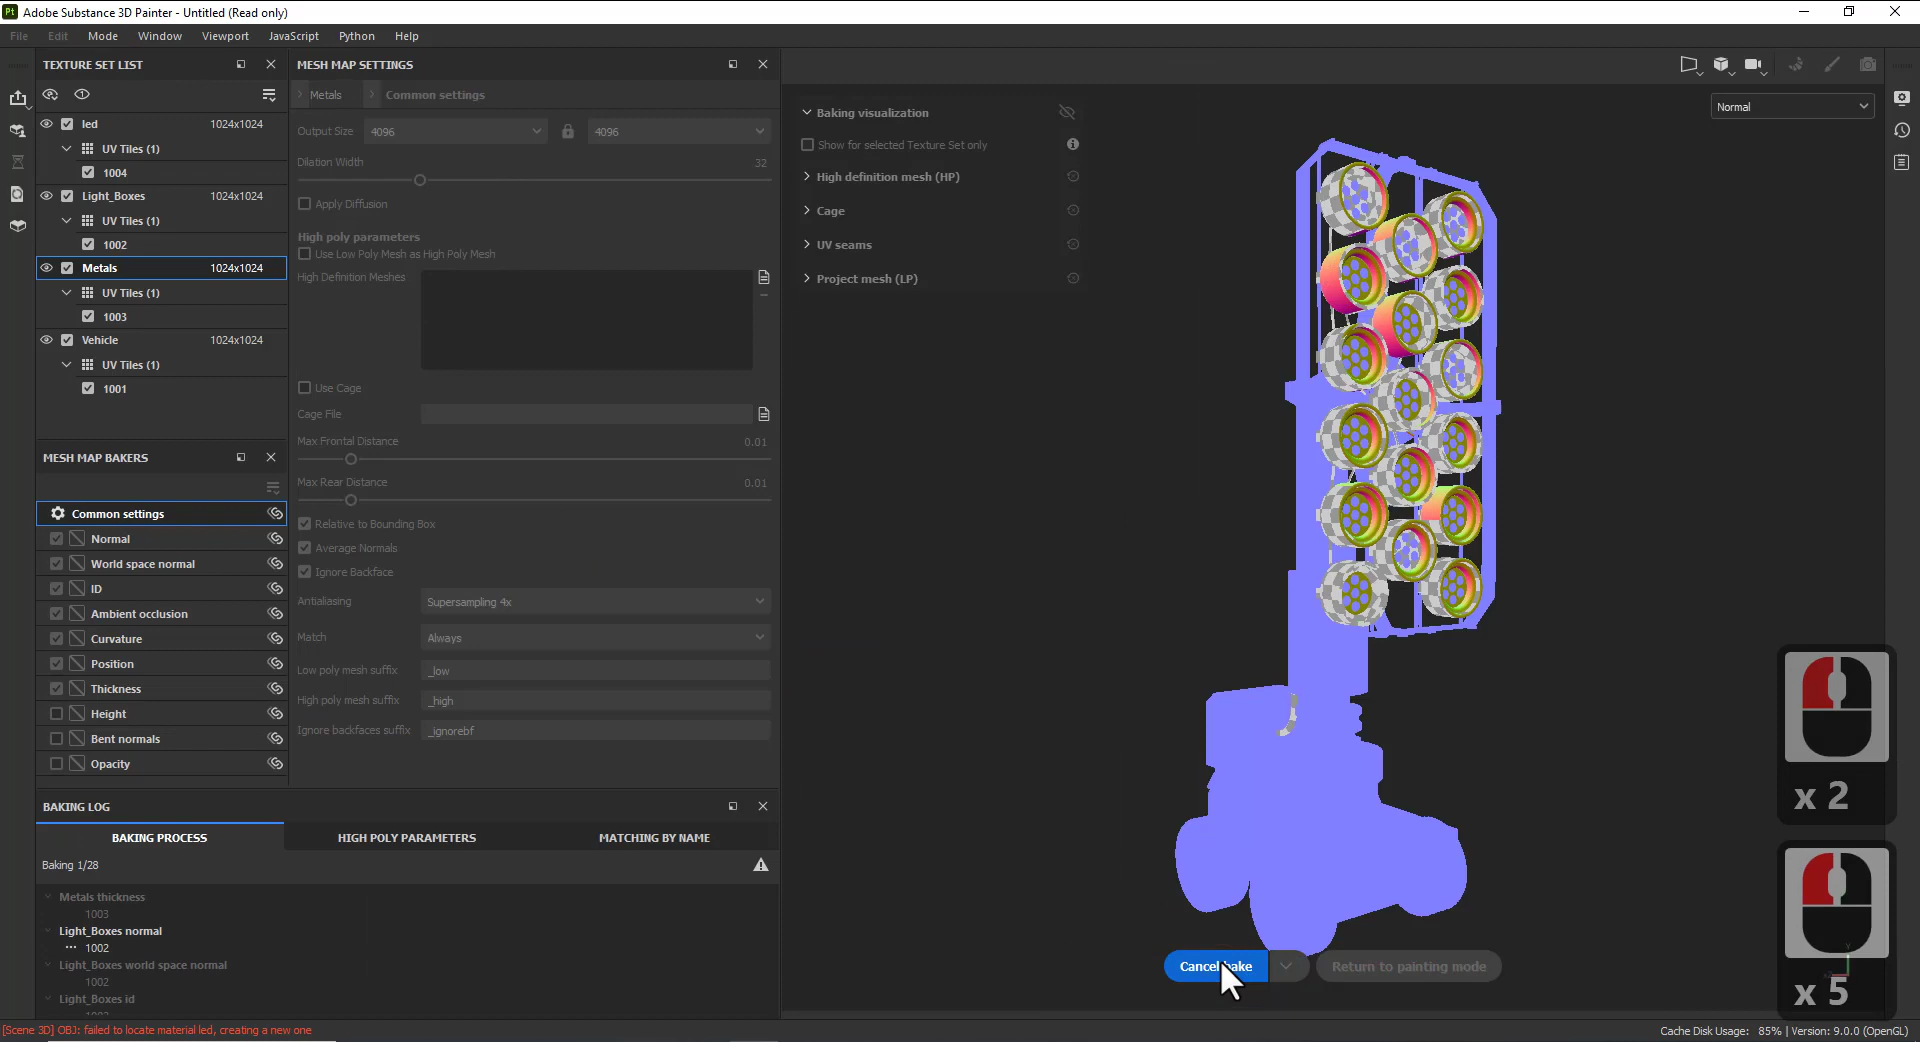 Pt Adobe Substance 3D Painter - Untitled (Read only)
File Edit Mode Window Viewport JavaScript Python Help
TEXTURE SET LIST
led 1024x1024
UV Tiles (1)
1004
Light_Boxes 1024x1024
UV Tiles (1)
1002
Metals 1024x1024
UV Tiles (1)
1003
Vehicle 1024x1024
UV Tiles (1)
1001
MESH MAP BAKERS
Common settings
Normal
World space normal
ID
Ambient occlusion
Curvature
Position
Thickness
Height
Bent normals
Opacity
MESH MAP SETTINGS
Metals Common settings
Output Size 4096 4096
Dilation Width 32
Apply Diffusion
High poly parameters
Use Low Poly Mesh as High Poly Mesh
High Definition Meshes
Use Cage
Cage File
Max Frontal Distance 0.01
Max Rear Distance 0.01
Relative to Bounding Box
Average Normals
Ignore Backface
Antialiasing Supersampling 4x
Match Always
Low poly mesh suffix _low
High poly mesh suffix _high
Ignore backfaces suffix _ignorebf
BAKING LOG
BAKING PROCESS HIGH POLY PARAMETERS MATCHING BY NAME
Baking 1/28
Metals thickness
1003
Light_Boxes normal
1002
Light_Boxes world space normal
1002
Light_Boxes id
Baking visualization
Show for selected Texture Set only
High definition mesh (HP)
Cage
UV seams
Project mesh (LP)
Normal
x 2
x 5
Cancel bake Return to painting mode
[Scene 3D] OBJ: failed to locate material led, creating a new one
Cache Disk Usage: 85% | Version: 9.0.0 (OpenGL)